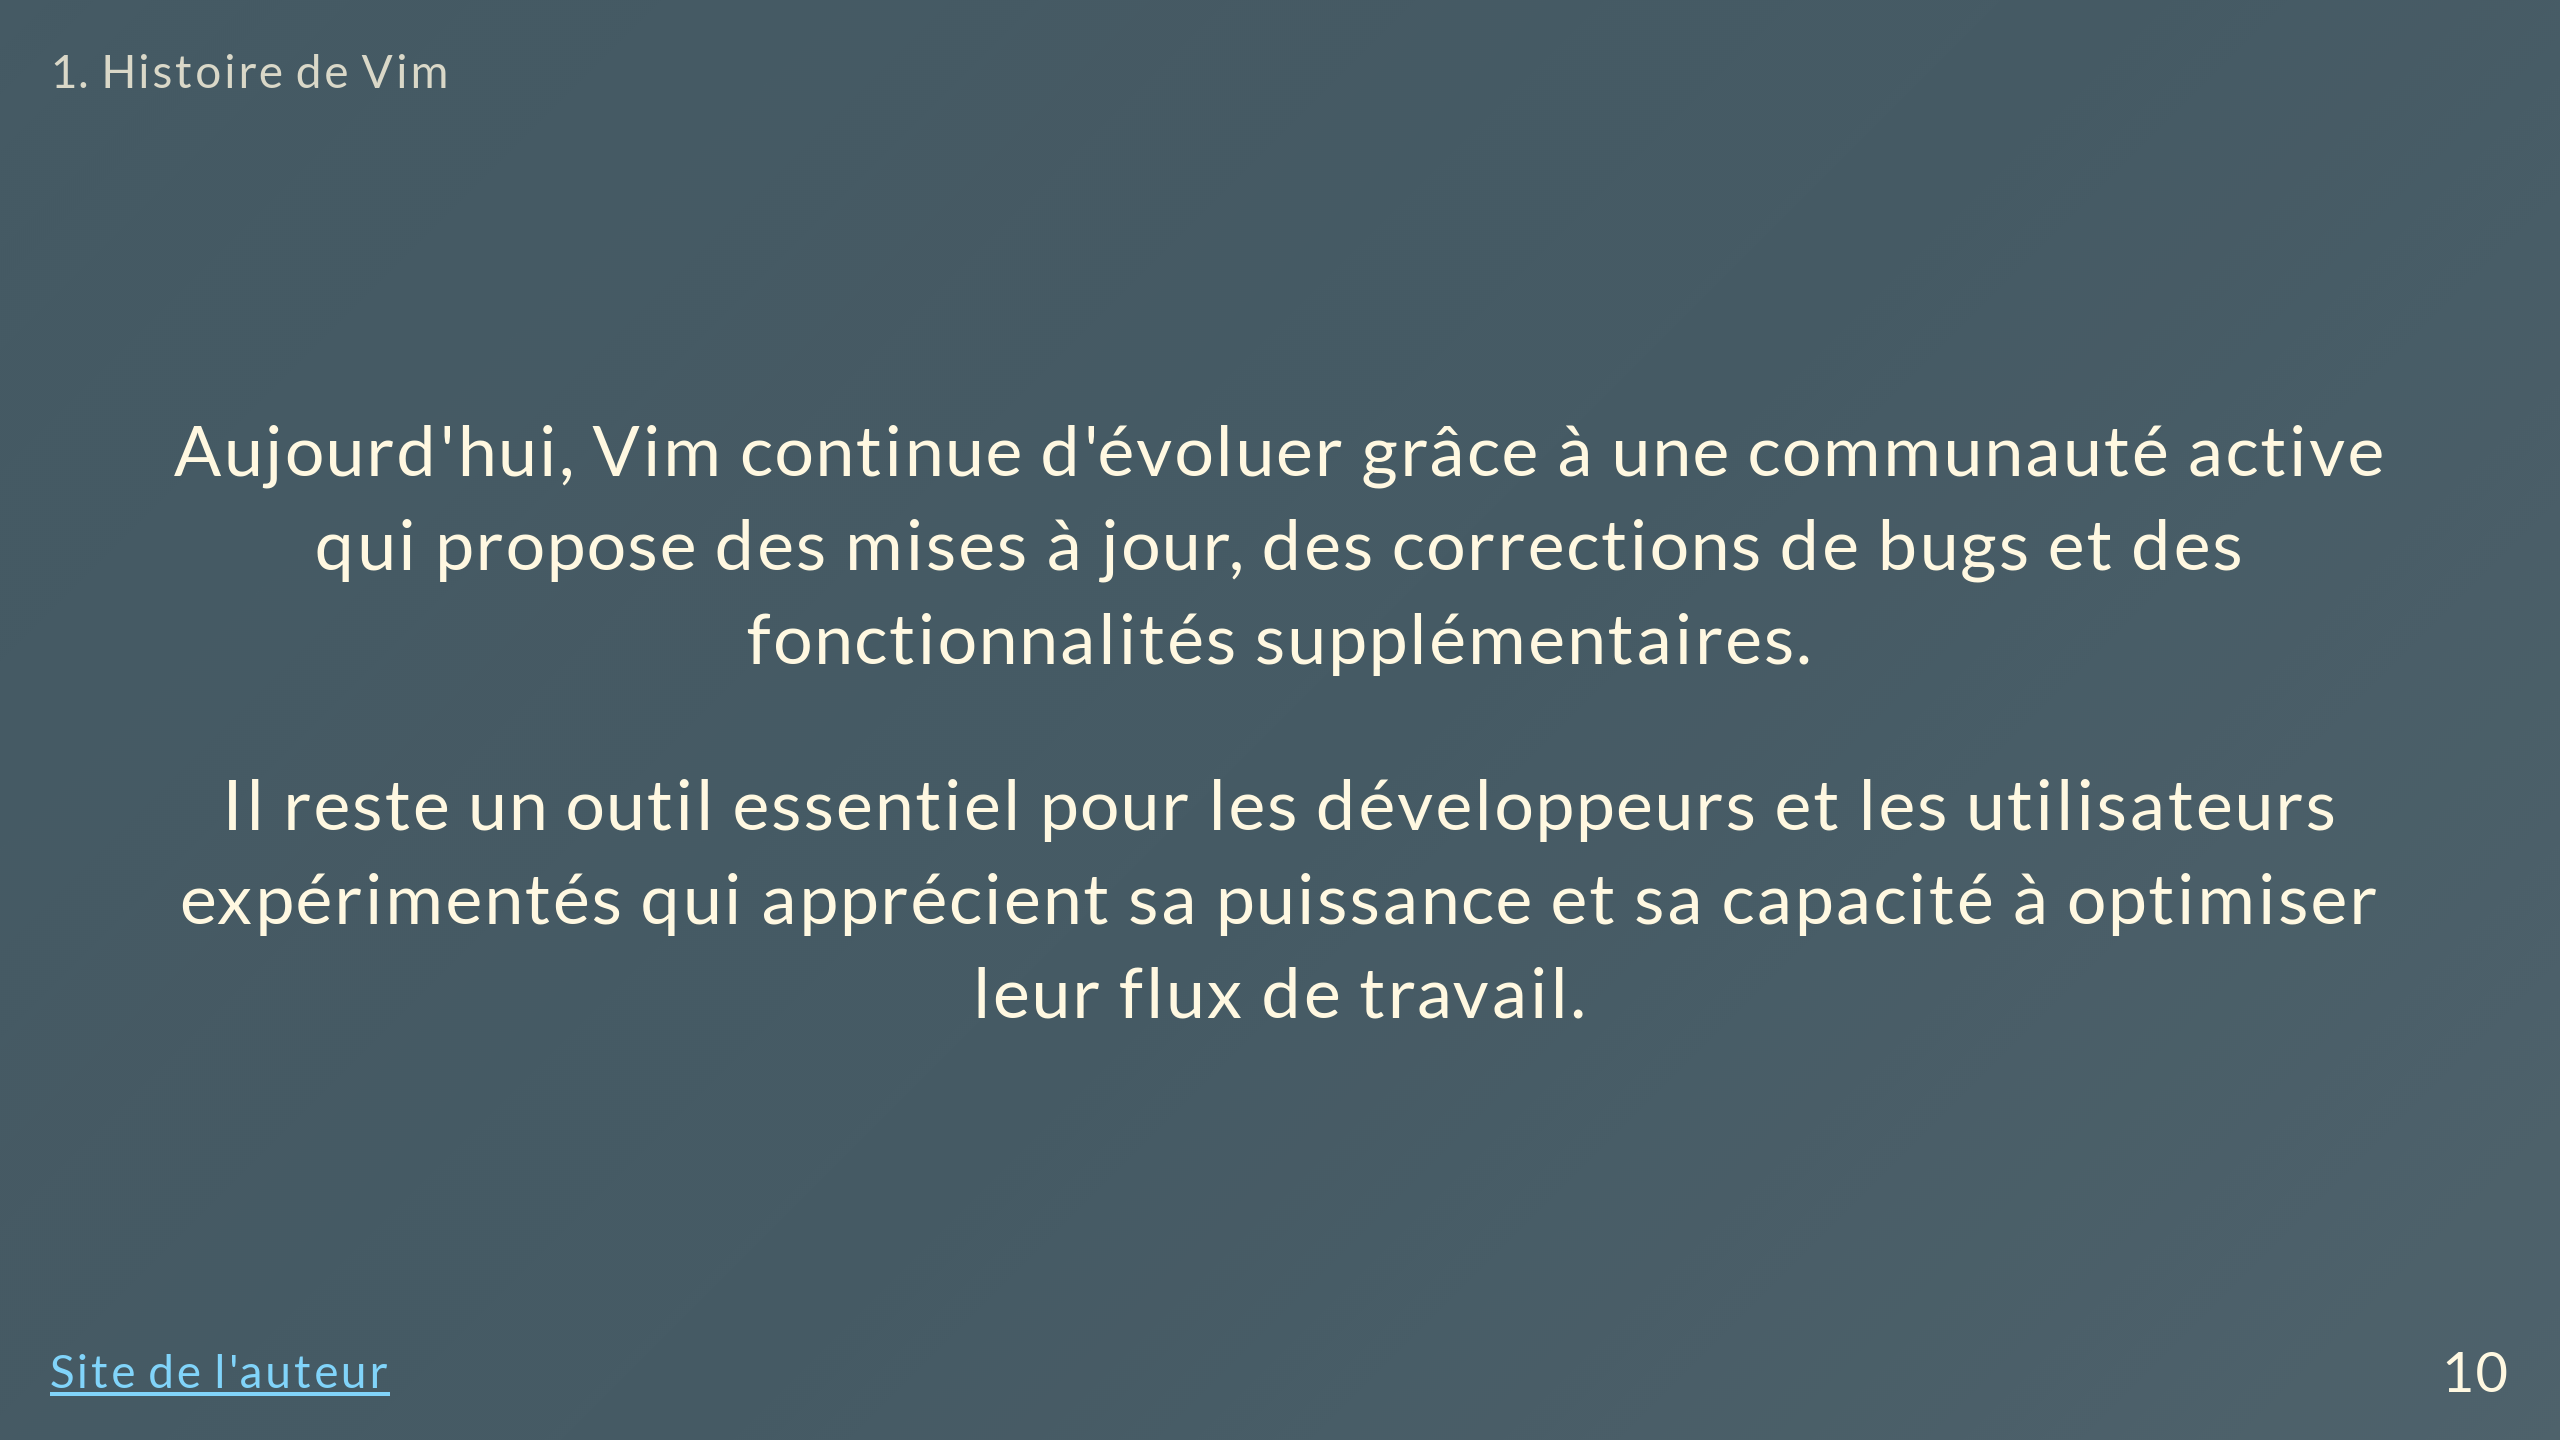 1. Histoire de Vim
Aujourd'hui, Vim continue d'évoluer grâce à une communauté active
qui propose des mises à jour, des corrections de bugs et des
fonctionnalités supplémentaires.
Il reste un outil essentiel pour les développeurs et les utilisateurs
expérimentés qui apprécient sa puissance et sa capacité à optimiser
leur flux de travail.
Site de l'auteur
10